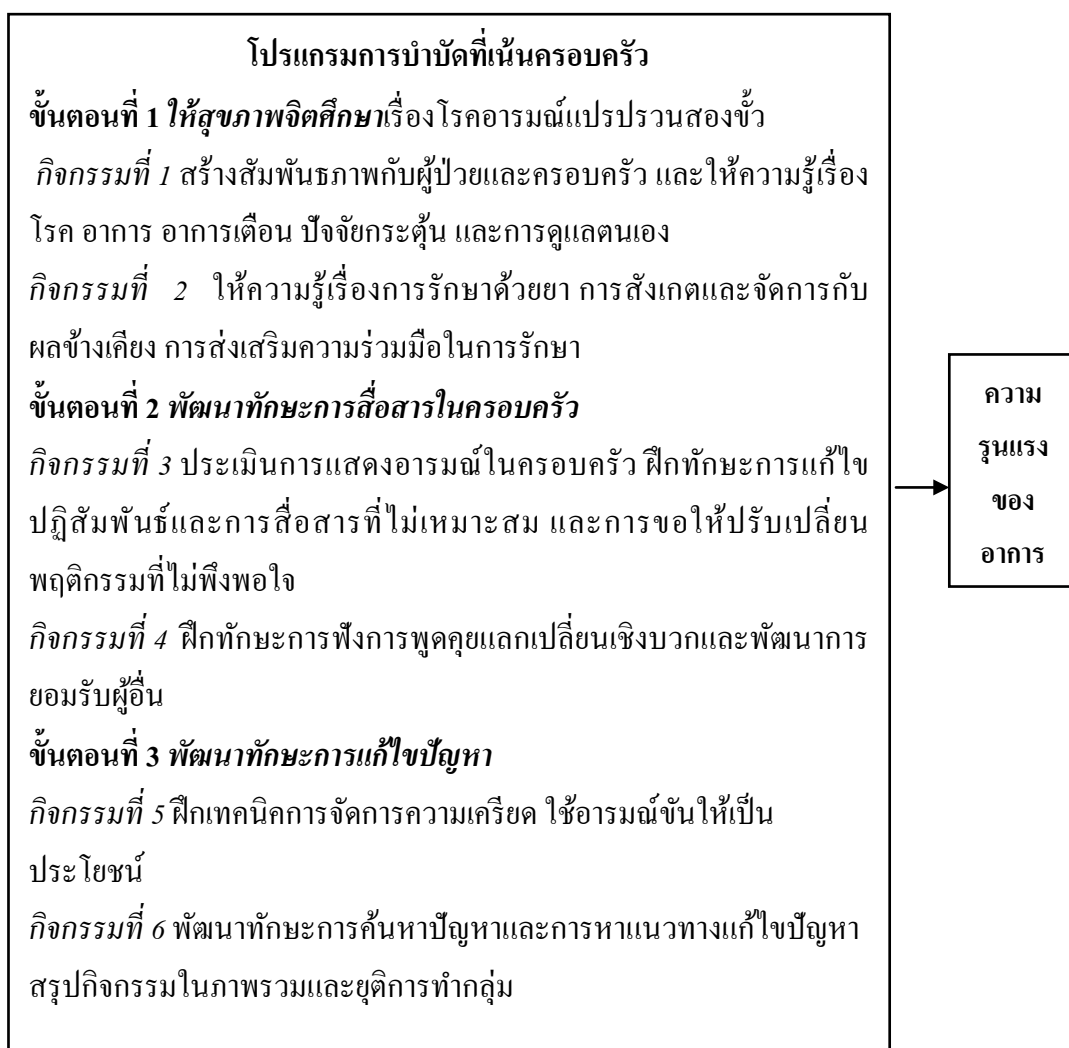 โปรแกรมการบำบัดที่เน้นครอบครัว
ขั้นตอนที่ 1 ให้สุขภาพจิตศึกษาเรื่องโรคอารมณ์แปรปรวนสองขั้ว
กิจกรรมที่ 1 สร้างสัมพันธภาพกับผู้ป่วยและครอบครัว และให้ความรู้เรื่อง
โรค อาการ อาการเตือน ปัจจัยกระตุ้น และการดูแลตนเอง
กิจกรรมที่ 2 ให้ความรู้เรื่องการรักษาด้วยยา การสังเกตและจัดการกับ
ผลข้างเคียง การส่งเสริมความร่วมมือในการรักษา
ขั้นตอนที่ 2 พัฒนาทักษะการสื่อสารในครอบครัว
กิจกรรมที่ 3 ประเมินการแสดงอารมณ์ในครอบครัว ฝึกทักษะการแก้ไข
ปฏิสัมพันธ์และการสื่อสารที่ไม่เหมาะสม และการขอให้ปรับเปลี่ยน
พฤติกรรมที่ไม่พึงพอใจ
กิจกรรมที่ 4 ฝึกทักษะการฟังการพูดคุยแลกเปลี่ยนเชิงบวกและพัฒนาการ
ยอมรับผู้อื่น
ขั้นตอนที่ 3 พัฒนาทักษะการแก้ไขปัญหา
กิจกรรมที่ 5 ฝึกเทคนิคการจัดการความเครียด ใช้อารมณ์ขันให้เป็น
ประโยชน์
กิจกรรมที่ 6 พัฒนาทักษะการค้นหาปัญหาและการหาแนวทางแก้ไขปัญหา
สรุปกิจกรรมในภาพรวมและยุติการทำกลุ่ม
ความ
รุนแรง
ของ
อาการ